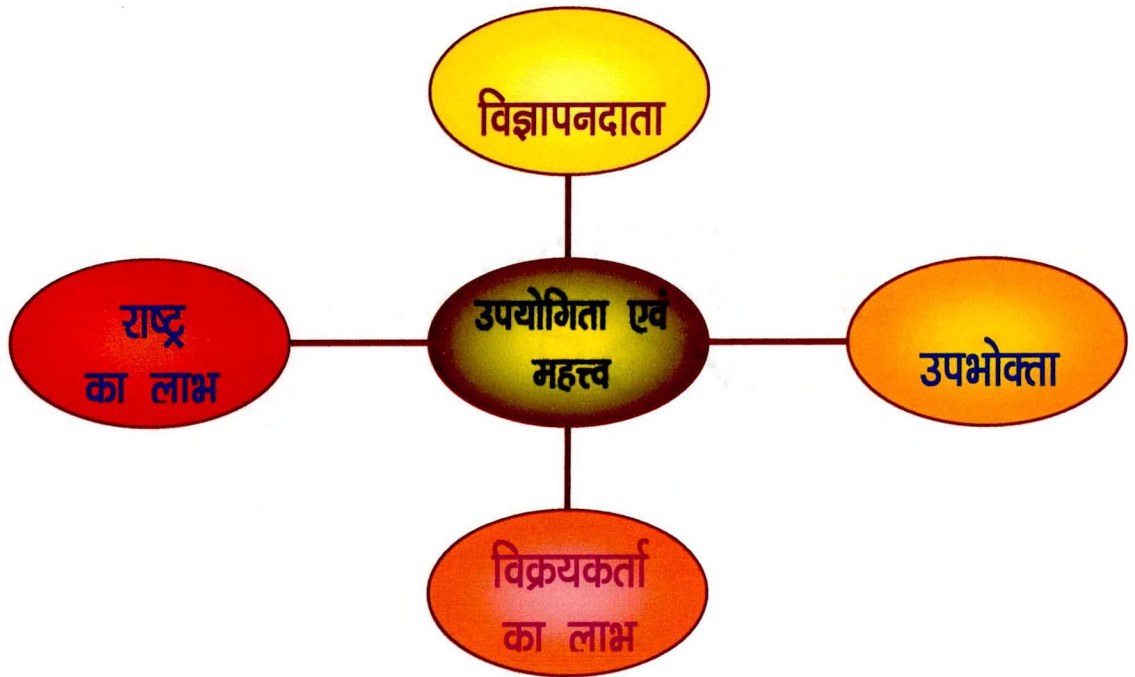 विज्ञापनदाता
राष्ट्र
का लाभ
उपयोगिता एवं
महत्त्व
उपभोक्ता
विक्रयकर्ता
का लाभ